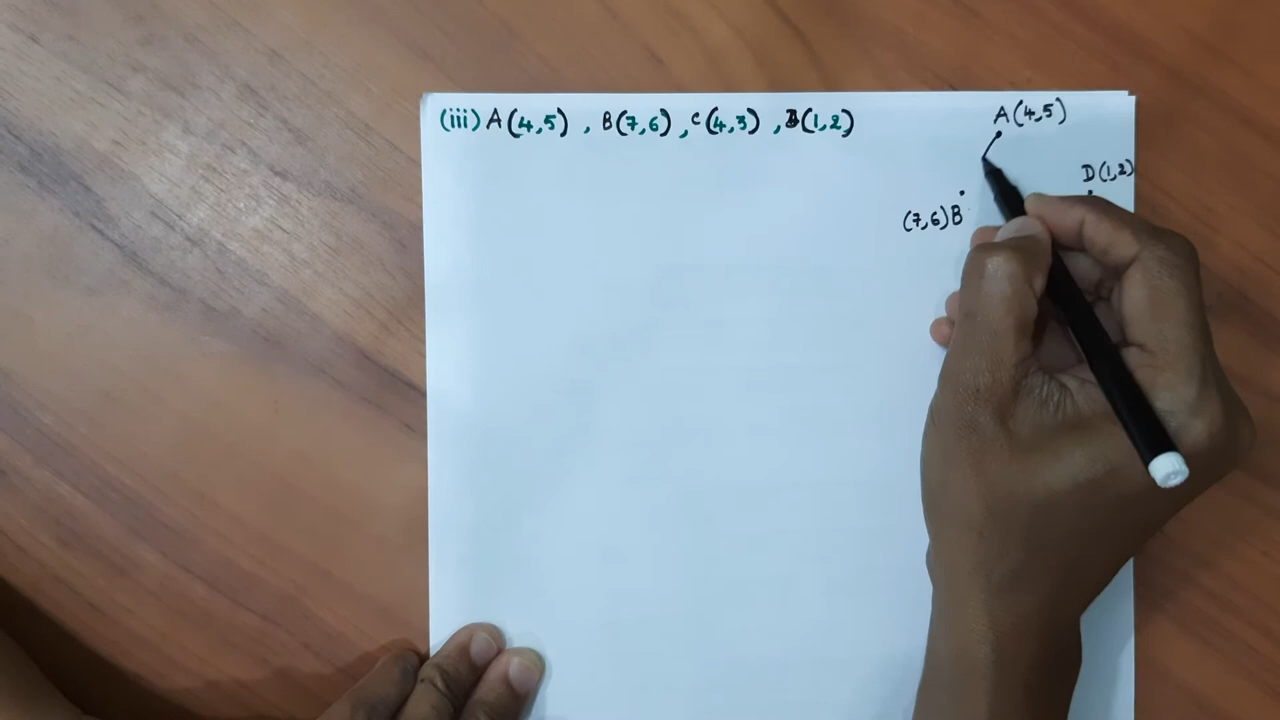 (iii) A(4,5) , B(7,6) , C(4,3) , D(1,2)
A(4,5)
D(1,2)
(7,6)B